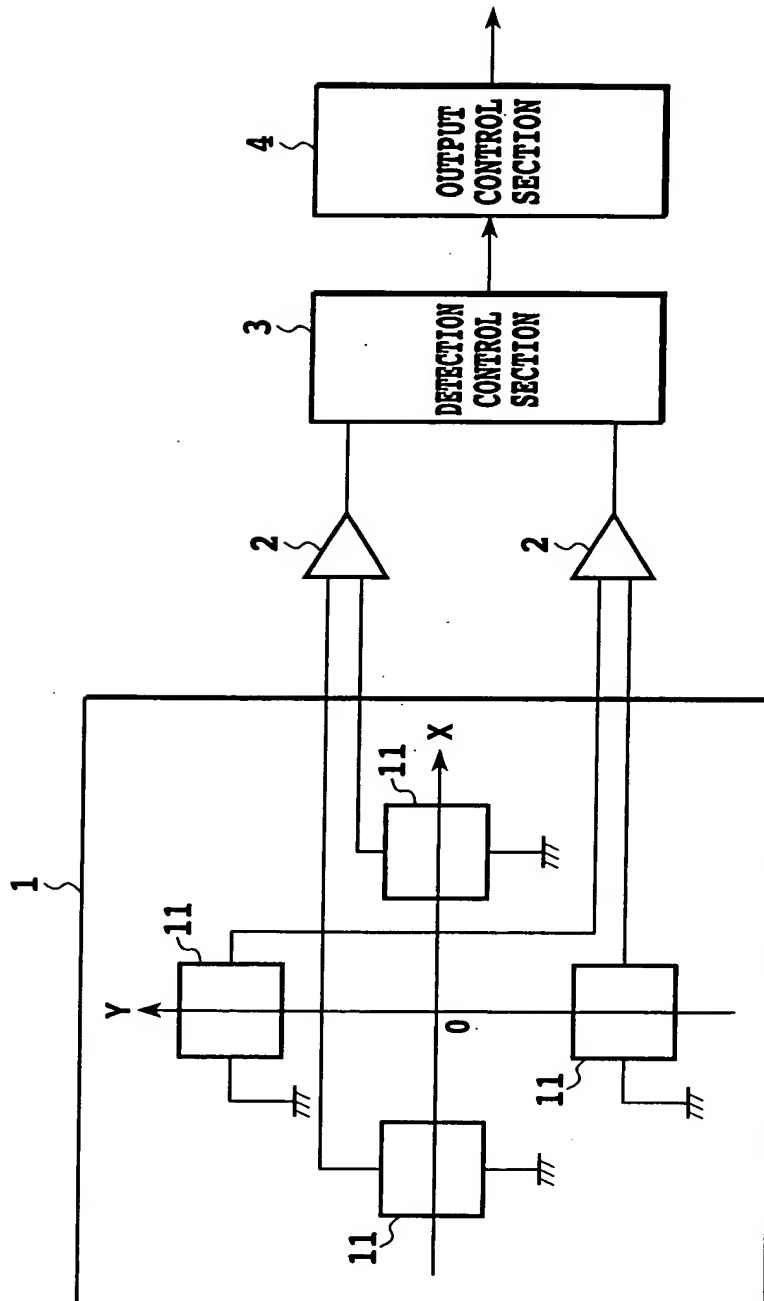 1
11
Y
11
X
11
0
11
2
2
3
DETECTION
CONTROL
SECTION
4
OUTPUT
CONTROL
SECTION